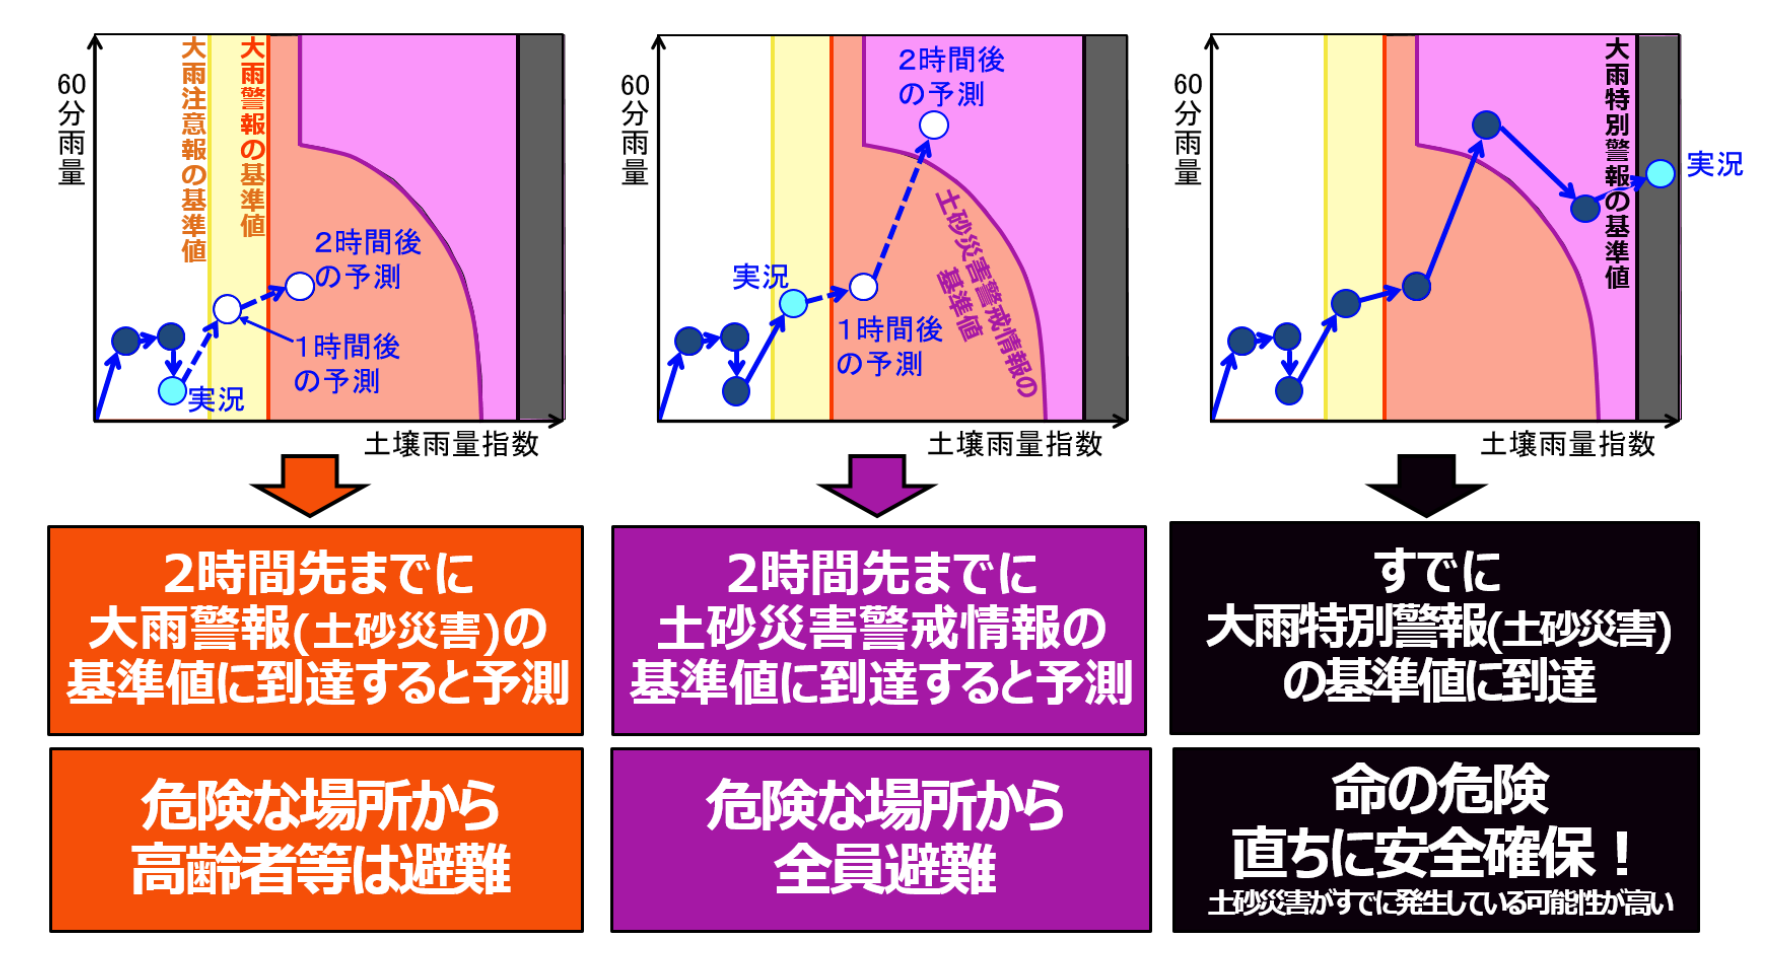 60分雨量
大雨注意報の基準値
大雨警報の基準値
2時間後
の予測
1時間後
の予測
実況
土壌雨量指数
2時間先までに
大雨警報(土砂災害)の
基準値に到達すると予測
危険な場所から
高齢者等は避難
60分雨量
2時間後
の予測
実況
1時間後
の予測
土砂災害警戒情報の
基準値
土壌雨量指数
2時間先までに
土砂災害警戒情報の
基準値に到達すると予測
危険な場所から
全員避難
60分雨量
大雨特別警報の基準値
実況
土壌雨量指数
すでに
大雨特別警報(土砂災害)
の基準値に到達
命の危険
直ちに安全確保！
土砂災害がすでに発生している可能性が高い